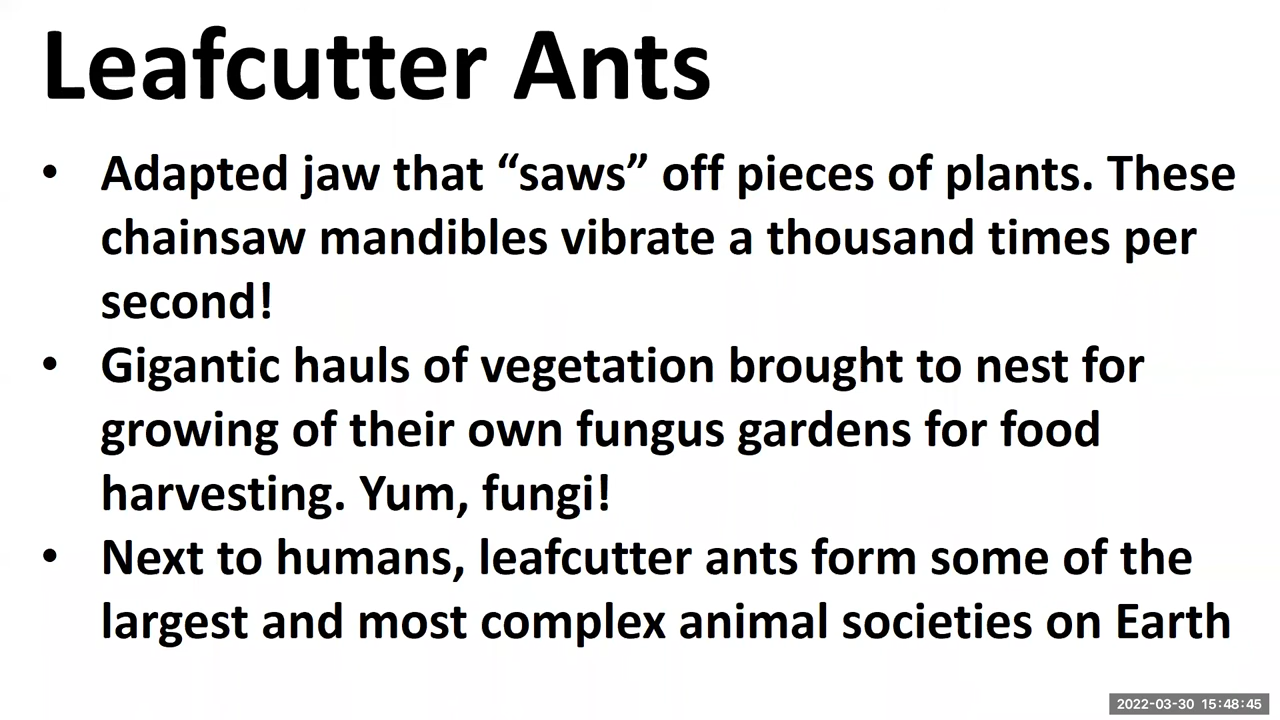 Leafcutter Ants
• Adapted jaw that “saws” off pieces of plants. These
chainsaw mandibles vibrate a thousand times per
second!
• Gigantic hauls of vegetation brought to nest for
growing of their own fungus gardens for food
harvesting. Yum, fungi!
• Next to humans, leafcutter ants form some of the
largest and most complex animal societies on Earth
2022-03-30 15:48:45